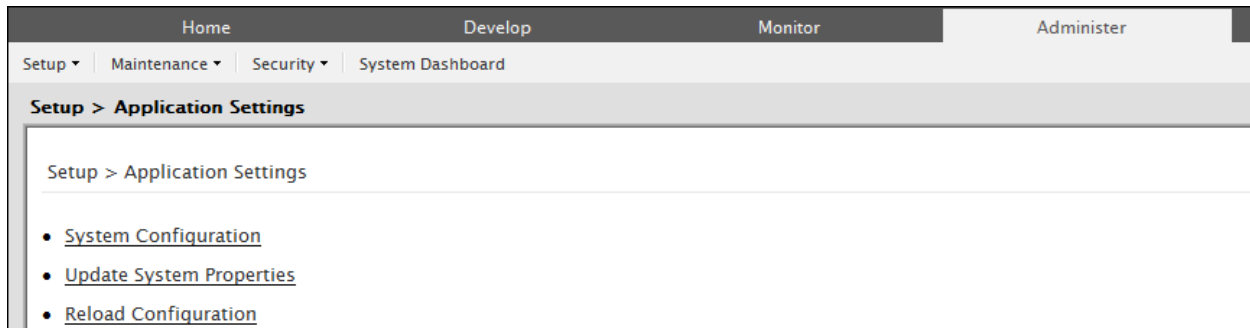 Home Develop Monitor Administer
Setup Maintenance Security System Dashboard
Setup > Application Settings
Setup > Application Settings
System Configuration
Update System Properties
Reload Configuration